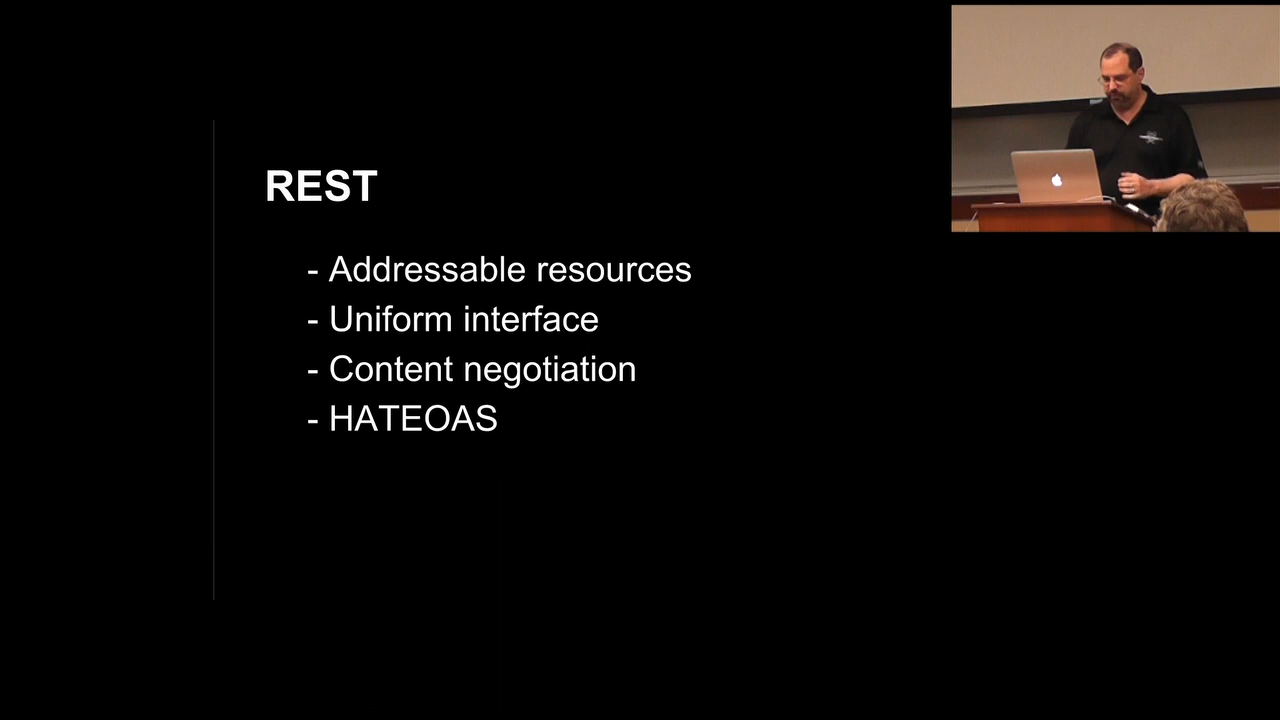 REST
- Addressable resources
- Uniform interface
- Content negotiation
- HATEOAS